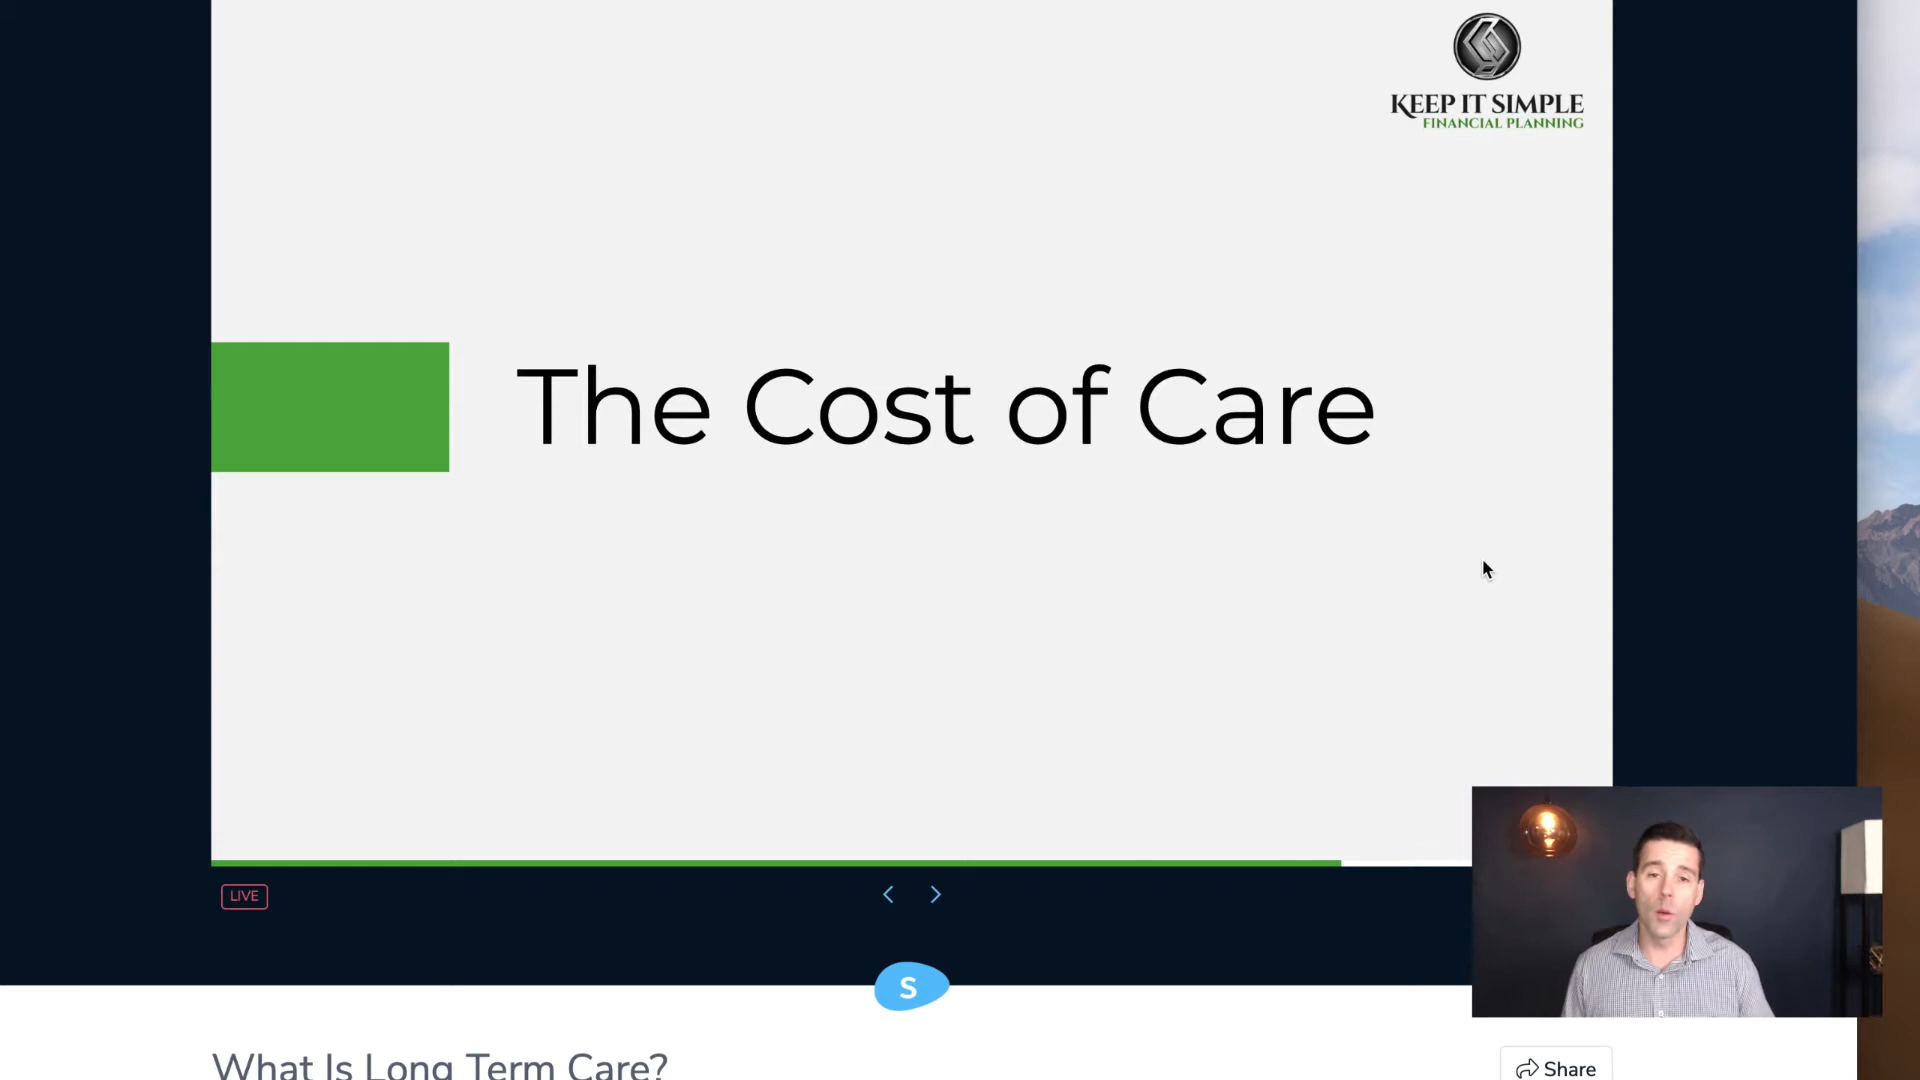 KEEP IT SIMPLE
FINANCIAL PLANNING
The Cost of Care
LIVE
S
What Is Long Term Care?
Share